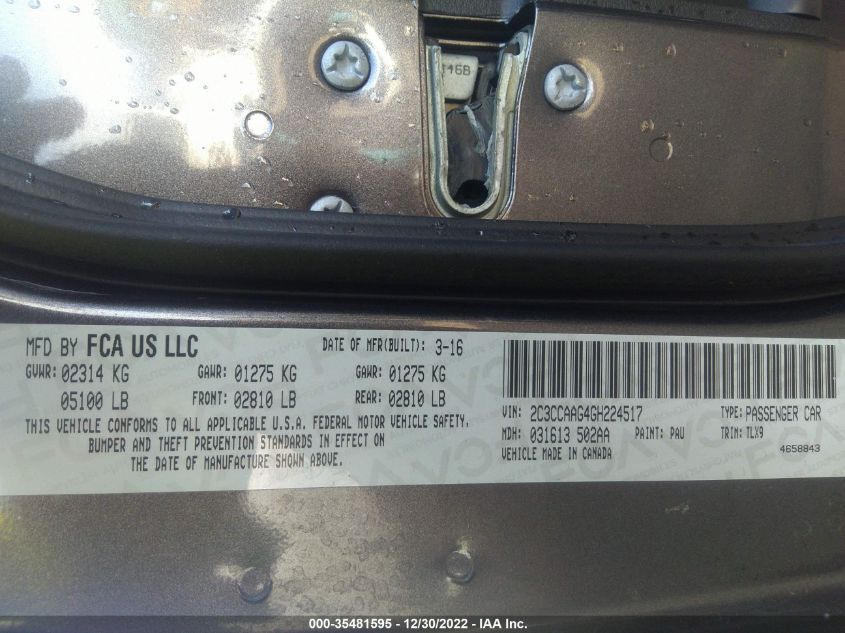 116B
MFD BY FCA US LLC
DATE OF MFR(BUILT): 3-16
GVWR: 02314 KG GAWR: 01275 KG GAWR: 01275 KG
05100 LB FRONT: 02810 LB REAR: 02810 LB
THIS VEHICLE CONFORMS TO ALL APPLICABLE U.S.A. FEDERAL MOTOR VEHICLE SAFETY,
BUMPER AND THEFT PREVENTION STANDARDS IN EFFECT ON
THE DATE OF MANUFACTURE SHOWN ABOVE.
VIN: 2C3CCAAG4GH224517 TYPE: PASSENGER CAR
MDH: 031613 502AA PAINT: PAU TRIM: TLX9
VEHICLE MADE IN CANADA 4658843
000-35481595 - 12/30/2022 - IAA Inc.